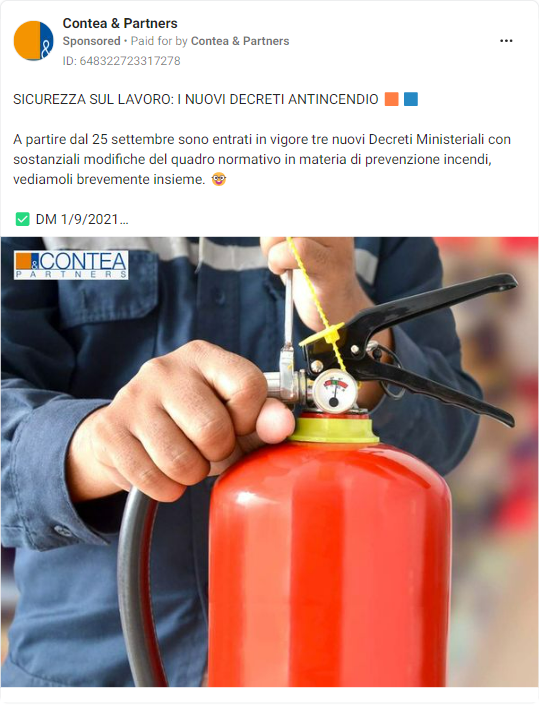 Contea & Partners
Sponsored • Paid for by Contea & Partners
ID: 648322723317278
SICUREZZA SUL LAVORO: I NUOVI DECRETI ANTINCENDIO 🟧 🟦
A partire dal 25 settembre sono entrati in vigore tre nuovi Decreti Ministeriali con
sostanziali modifiche del quadro normativo in materia di prevenzione incendi,
vediamoli brevemente insieme. 🤓
✅ DM 1/9/2021…
&CONTEA
PARTNERS